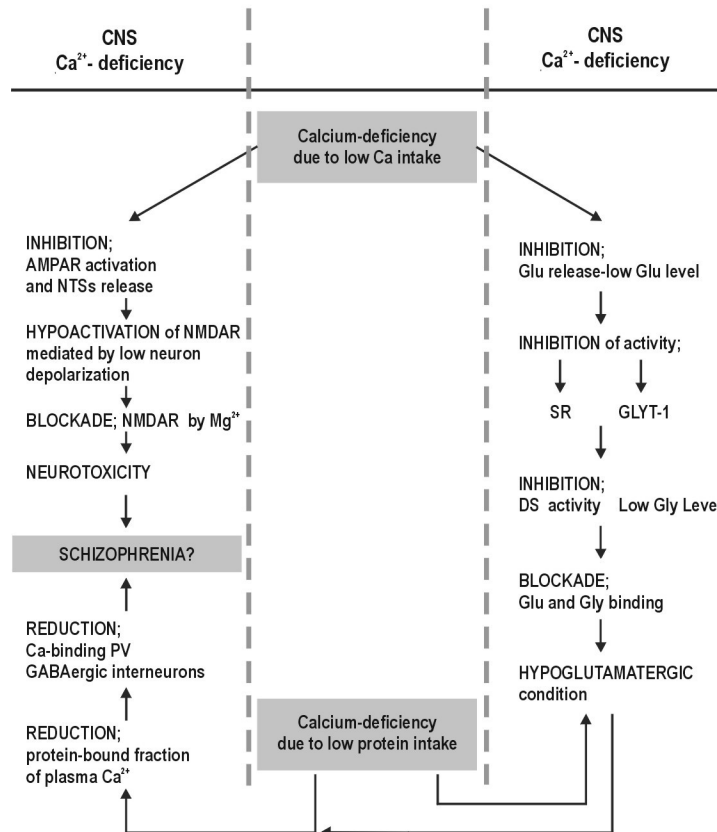 CNS
Ca²⁺- deficiency
CNS
Ca²⁺- deficiency
Calcium-deficiency
due to low Ca intake
INHIBITION;
AMPAR activation
and NTSs release
HYPOACTIVATION of NMDAR
mediated by low neuron
depolarization
BLOCKADE; NMDAR by Mg²⁺
NEUROTOXICITY
SCHIZOPHRENIA?
REDUCTION;
Ca-binding PV
GABAergic interneurons
REDUCTION;
protein-bound fraction
of plasma Ca²⁺
Calcium-deficiency
due to low protein intake
INHIBITION;
Glu release-low Glu level
INHIBITION of activity;
SR GLYT-1
INHIBITION;
DS activity Low Gly Leve
BLOCKADE;
Glu and Gly binding
HYPOGLUTAMATERGIC
condition